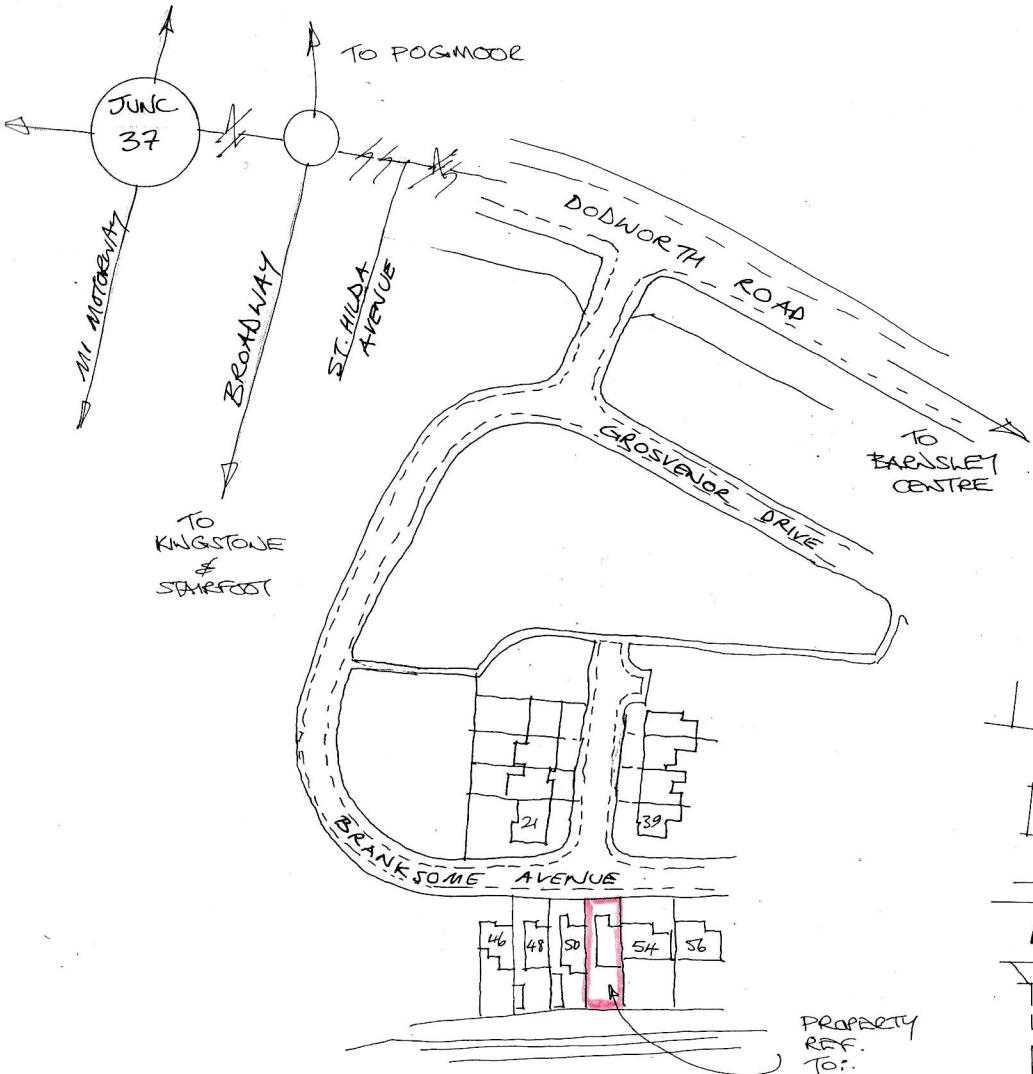 TO POGMOOR
JUNC
37
M1 MOTORWAY
BROADWAY
ST. HILDA
AVENUE
DODWORTH ROAD
TO
BARNSLEY
CENTRE
GROSVENOR DRIVE
TO
KINGSTONE
&
STAIRFOOT
21
39
BRANKSOME AVENUE
46
48
50
54
56
PROPERTY
REF.
TO:.